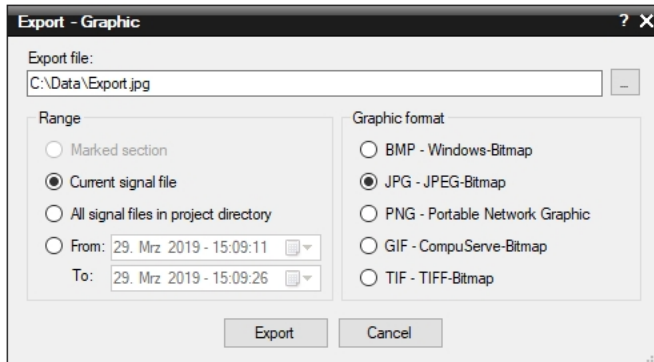 Export - Graphic ? X
Export file:
C:\Data\Export.jpg ...
Range
Marked section
Current signal file
All signal files in project directory
From: 29. Mrz 2019 - 15:09:11
To: 29. Mrz 2019 - 15:09:26
Graphic format
BMP - Windows-Bitmap
JPG - JPEG-Bitmap
PNG - Portable Network Graphic
GIF - CompuServe-Bitmap
TIF - TIFF-Bitmap
Export Cancel